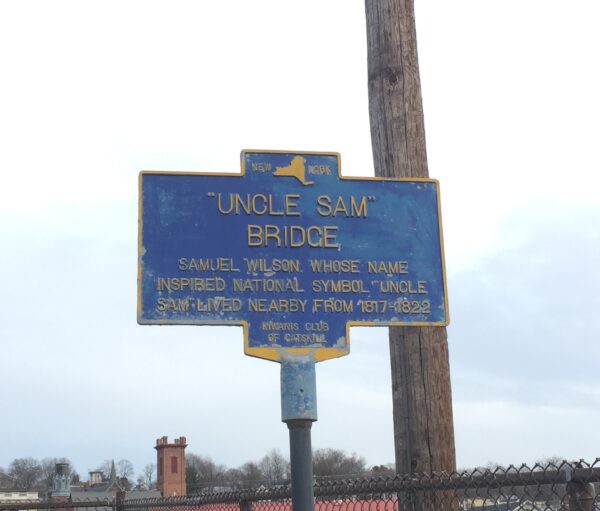 NEW YORK
"UNCLE SAM"
BRIDGE,
SAMUEL WILSON, WHOSE NAME
INSPIRED NATIONAL SYMBOL "UNCLE
SAM" LIVED NEARBY FROM 1817-1822
KIWANIS CLUB
OF CATSKILL